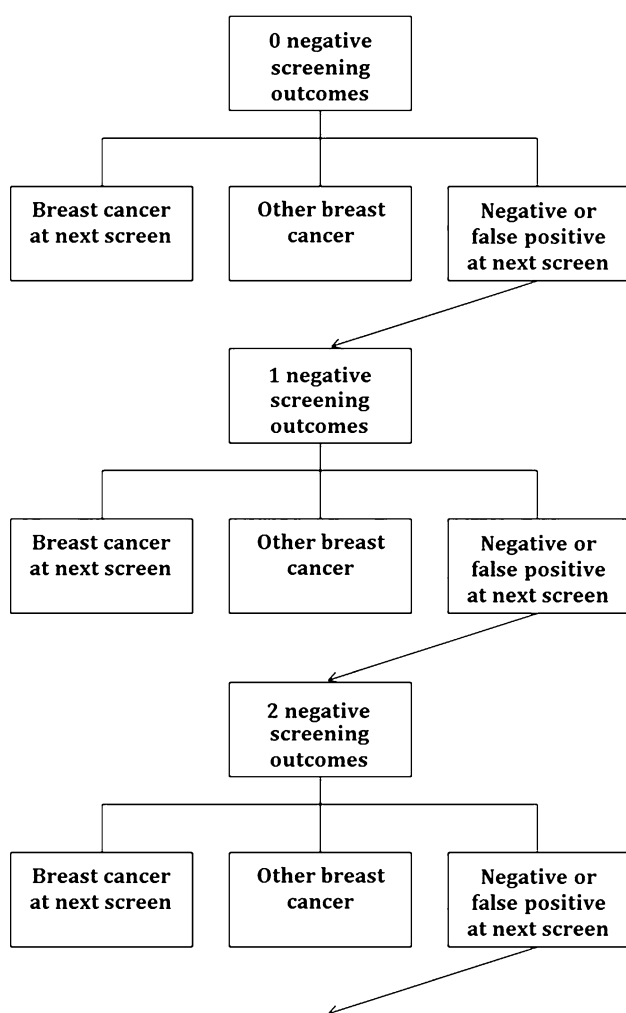 0 negative
screening
outcomes
Breast cancer
at next screen
Other breast
cancer
Negative or
false positive
at next screen
1 negative
screening
outcomes
Breast cancer
at next screen
Other breast
cancer
Negative or
false positive
at next screen
2 negative
screening
outcomes
Breast cancer
at next screen
Other breast
cancer
Negative or
false positive
at next screen